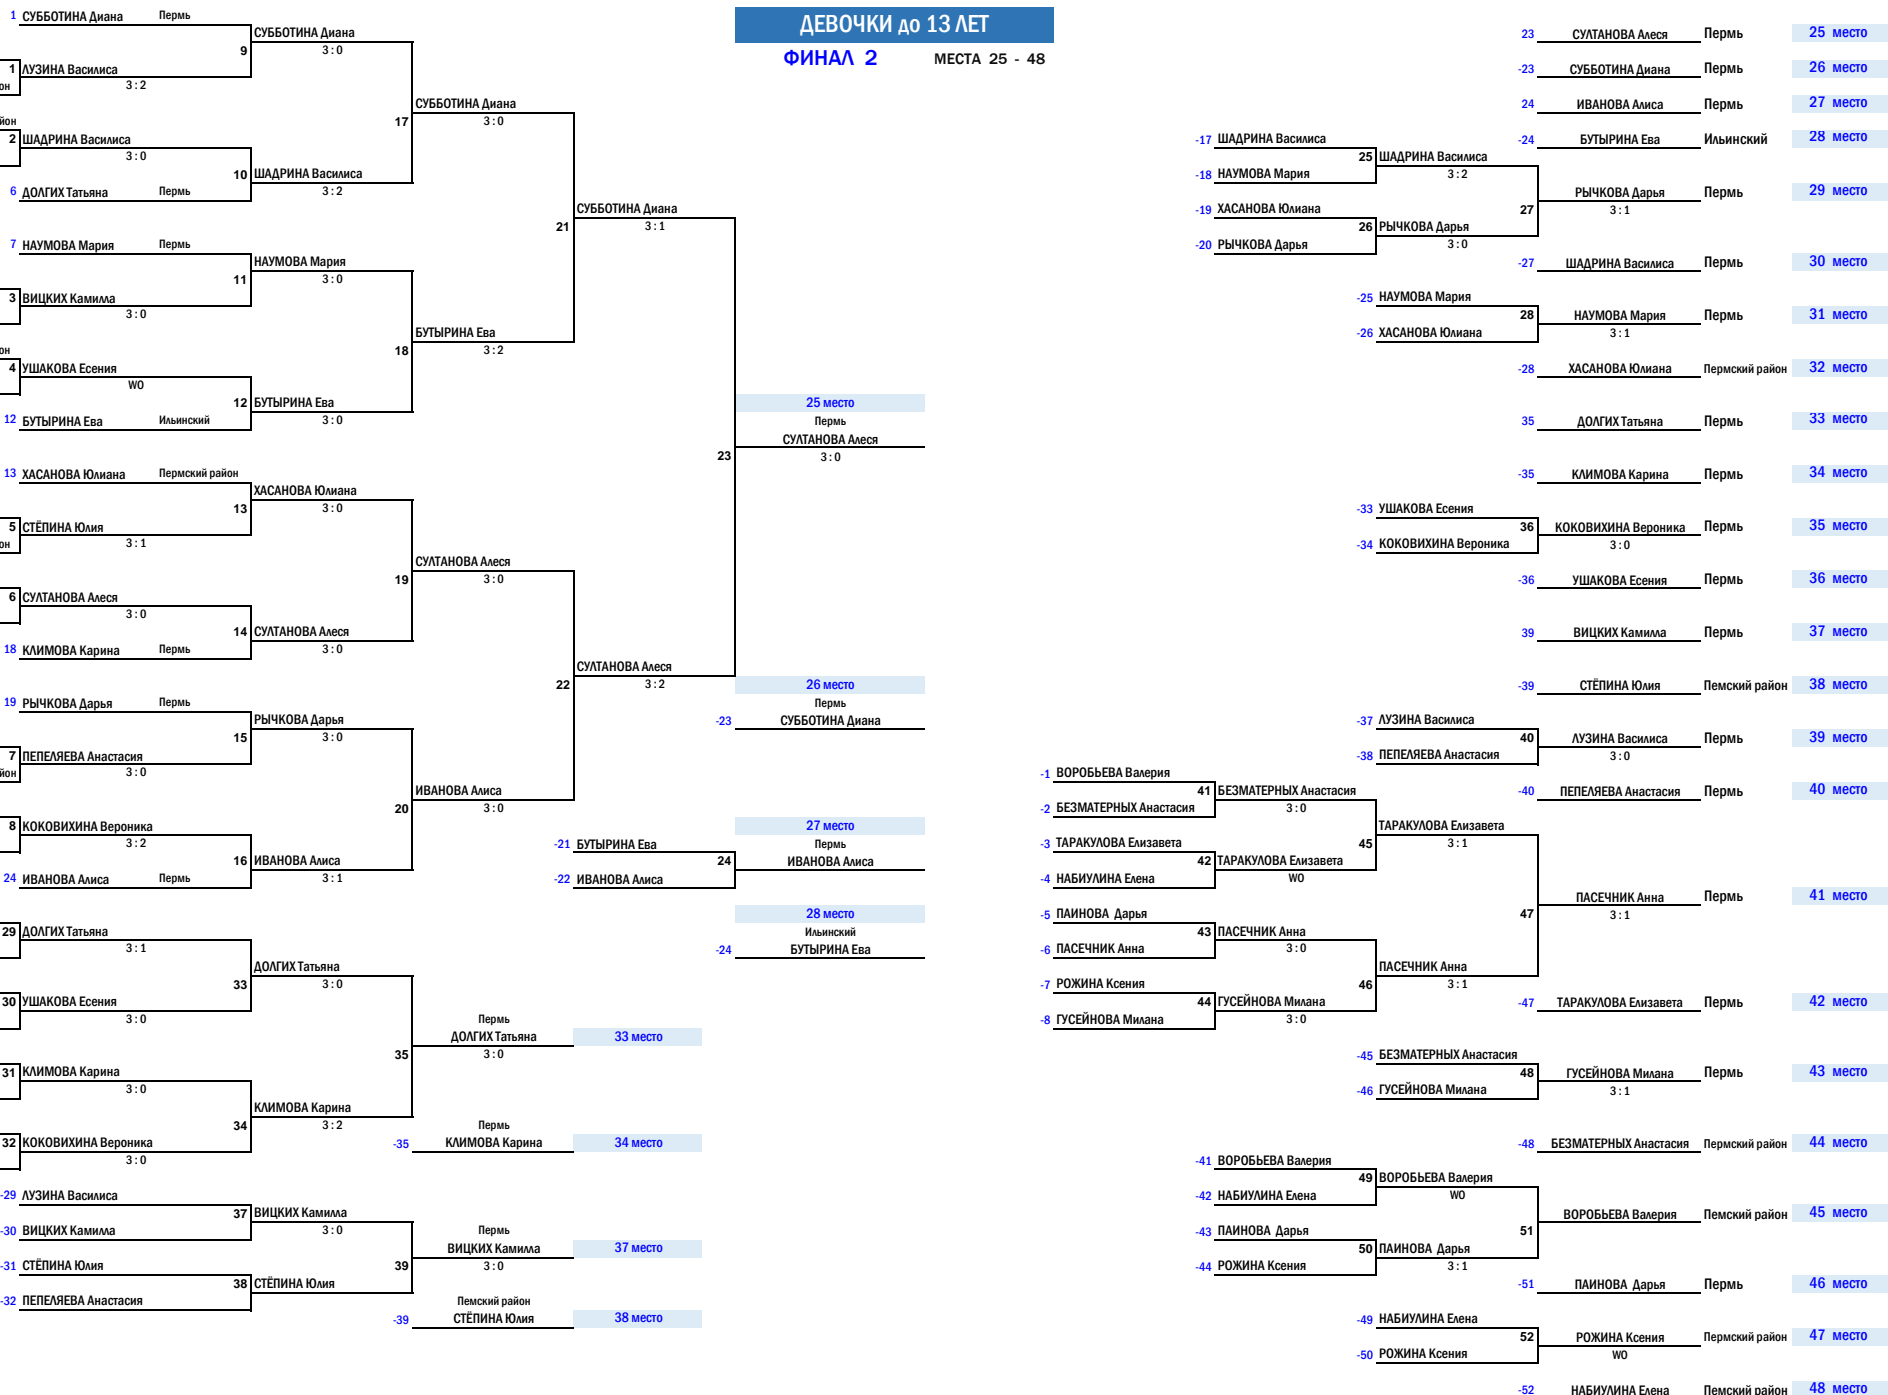 ДЕВОЧКИ до 13 ЛЕТ
ФИНАЛ 2 МЕСТА 25 - 48
1 СУББОТИНА Диана Пермь
СУББОТИНА Диана
9 3 : 0
1 ЛУЗИНА Василиса
он 3 : 2
СУББОТИНА Диана
17 3 : 0
йон
2 ШАДРИНА Василиса
3 : 0
10 ШАДРИНА Василиса
6 ДОЛГИХ Татьяна Пермь 3 : 2
СУББОТИНА Диана
21 3 : 1
7 НАУМОВА Мария Пермь
НАУМОВА Мария
11 3 : 0
3 ВИЦКИХ Камилла
3 : 0
БУТЫРИНА Ева
18 3 : 2
он
4 УШАКОВА Есения
WO
12 БУТЫРИНА Ева
12 БУТЫРИНА Ева Ильинский 3 : 0
25 место
Пермь
СУЛТАНОВА Алеся
23 3 : 0
13 ХАСАНОВА Юлиана Пермский район
ХАСАНОВА Юлиана
13 3 : 0
5 СТЁПИНА Юлия
он 3 : 1
СУЛТАНОВА Алеся
19 3 : 0
6 СУЛТАНОВА Алеся
3 : 0
14 СУЛТАНОВА Алеся
18 КЛИМОВА Карина Пермь 3 : 0
СУЛТАНОВА Алеся
22 3 : 2
26 место
Пермь
-23 СУББОТИНА Диана
19 РЫЧКОВА Дарья Пермь
РЫЧКОВА Дарья
15 3 : 0
7 ПЕПЕЛЯЕВА Анастасия
йон 3 : 0
ИВАНОВА Алиса
20 3 : 0
8 КОКОВИХИНА Вероника
3 : 2
16 ИВАНОВА Алиса
24 ИВАНОВА Алиса Пермь 3 : 1
27 место
-21 БУТЫРИНА Ева Пермь
24 ИВАНОВА Алиса
-22 ИВАНОВА Алиса
28 место
Ильинский
-24 БУТЫРИНА Ева
29 ДОЛГИХ Татьяна
3 : 1
ДОЛГИХ Татьяна
33 3 : 0
30 УШАКОВА Есения
3 : 0
Пермь
ДОЛГИХ Татьяна 33 место
35 3 : 0
31 КЛИМОВА Карина
3 : 0
КЛИМОВА Карина
34 3 : 2
Пермь
32 КОКОВИХИНА Вероника
3 : 0
-35 КЛИМОВА Карина 34 место
-29 ЛУЗИНА Василиса
37 ВИЦКИХ Камилла
-30 ВИЦКИХ Камилла 3 : 0
Пермь
ВИЦКИХ Камилла 37 место
-31 СТЁПИНА Юлия 39 3 : 0
38 СТЁПИНА Юлия
-32 ПЕПЕЛЯЕВА Анастасия
Пемский район
-39 СТЁПИНА Юлия 38 место
23 СУЛТАНОВА Алеся Пермь 25 место
-23 СУББОТИНА Диана Пермь 26 место
24 ИВАНОВА Алиса Пермь 27 место
-24 БУТЫРИНА Ева Ильинский 28 место
-17 ШАДРИНА Василиса
25 ШАДРИНА Василиса
-18 НАУМОВА Мария 3 : 2
РЫЧКОВА Дарья Пермь 29 место
-19 ХАСАНОВА Юлиана 27 3 : 1
26 РЫЧКОВА Дарья
-20 РЫЧКОВА Дарья 3 : 0
-27 ШАДРИНА Василиса Пермь 30 место
-25 НАУМОВА Мария
28 НАУМОВА Мария Пермь 31 место
-26 ХАСАНОВА Юлиана 3 : 1
-28 ХАСАНОВА Юлиана Пермский район 32 место
35 ДОЛГИХ Татьяна Пермь 33 место
-35 КЛИМОВА Карина Пермь 34 место
-33 УШАКОВА Есения
36 КОКОВИХИНА Вероника Пермь 35 место
-34 КОКОВИХИНА Вероника 3 : 0
-36 УШАКОВА Есения Пермь 36 место
39 ВИЦКИХ Камилла Пермь 37 место
-39 СТЁПИНА Юлия Пемский район 38 место
-37 ЛУЗИНА Василиса
40 ЛУЗИНА Василиса Пермь 39 место
-38 ПЕПЕЛЯЕВА Анастасия 3 : 0
-40 ПЕПЕЛЯЕВА Анастасия Пермь 40 место
-1 ВОРОБЬЕВА Валерия
41 БЕЗМАТЕРНЫХ Анастасия
-2 БЕЗМАТЕРНЫХ Анастасия 3 : 0
ТАРАКУЛОВА Елизавета
-3 ТАРАКУЛОВА Елизавета 45 3 : 1
42 ТАРАКУЛОВА Елизавета
-4 НАБИУЛИНА Елена WO
ПАСЕЧНИК Анна Пермь 41 место
-5 ПАИНОВА Дарья 47 3 : 1
43 ПАСЕЧНИК Анна
-6 ПАСЕЧНИК Анна 3 : 0
ПАСЕЧНИК Анна
-7 РОЖИНА Ксения 46 3 : 1
44 ГУСЕЙНОВА Милана
-8 ГУСЕЙНОВА Милана 3 : 0
-47 ТАРАКУЛОВА Елизавета Пермь 42 место
-45 БЕЗМАТЕРНЫХ Анастасия
48 ГУСЕЙНОВА Милана Пермь 43 место
-46 ГУСЕЙНОВА Милана 3 : 1
-48 БЕЗМАТЕРНЫХ Анастасия Пермский район 44 место
-41 ВОРОБЬЕВА Валерия
49 ВОРОБЬЕВА Валерия
-42 НАБИУЛИНА Елена WO
ВОРОБЬЕВА Валерия Пемский район 45 место
-43 ПАИНОВА Дарья 51
50 ПАИНОВА Дарья
-44 РОЖИНА Ксения 3 : 1
-51 ПАИНОВА Дарья Пермь 46 место
-49 НАБИУЛИНА Елена
52 РОЖИНА Ксения Пермский район 47 место
-50 РОЖИНА Ксения WO
-52 НАБИУЛИНА Елена Пемский район 48 место